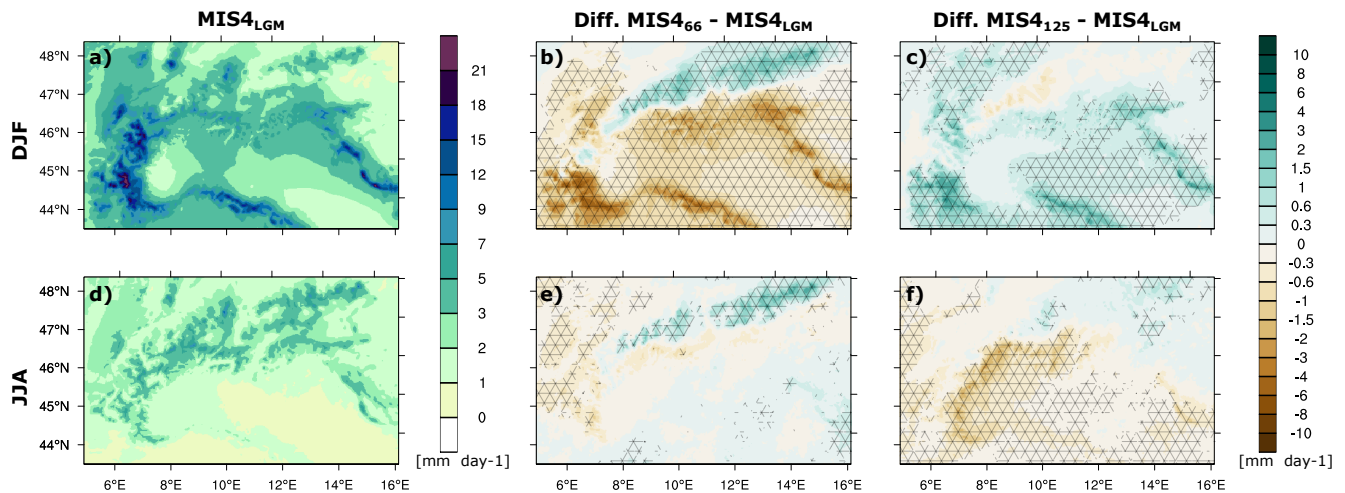 MIS4LGM
Diff. MIS466 - MIS4LGM
Diff. MIS4125 - MIS4LGM
DJF
a)
48°N
47°N
46°N
45°N
44°N
b)
c)
JJA
d)
48°N
47°N
46°N
45°N
44°N
6°E 8°E 10°E 12°E 14°E 16°E
e)
6°E 8°E 10°E 12°E 14°E 16°E
f)
6°E 8°E 10°E 12°E 14°E 16°E
21
18
15
12
9
7
5
3
2
1
0
[mm day-1]
10
8
6
4
3
2
1.5
1
0.6
0.3
0
-0.3
-0.6
-1
-1.5
-2
-3
-4
-6
-8
-10
[mm day-1]